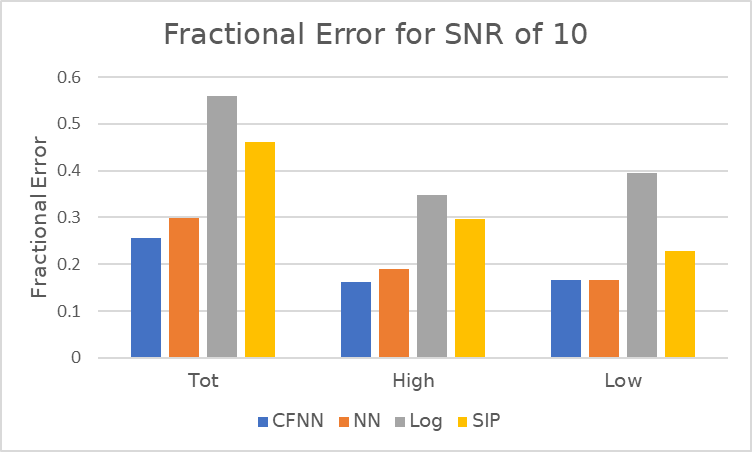 Fractional Error for SNR of 10
Fractional Error
0.6
0.5
0.4
0.3
0.2
0.1
0
Tot High Low
CFNN NN Log SIP